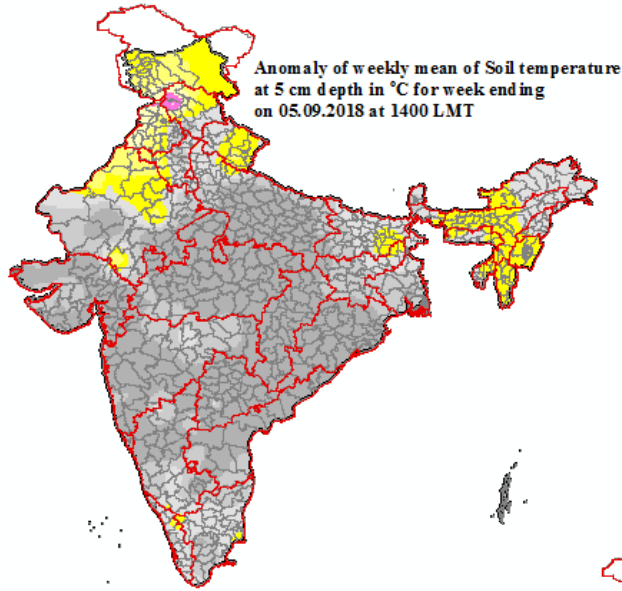 Anomaly of weekly mean of Soil temperature
at 5 cm depth in °C for week ending
on 05.09.2018 at 1400 LMT